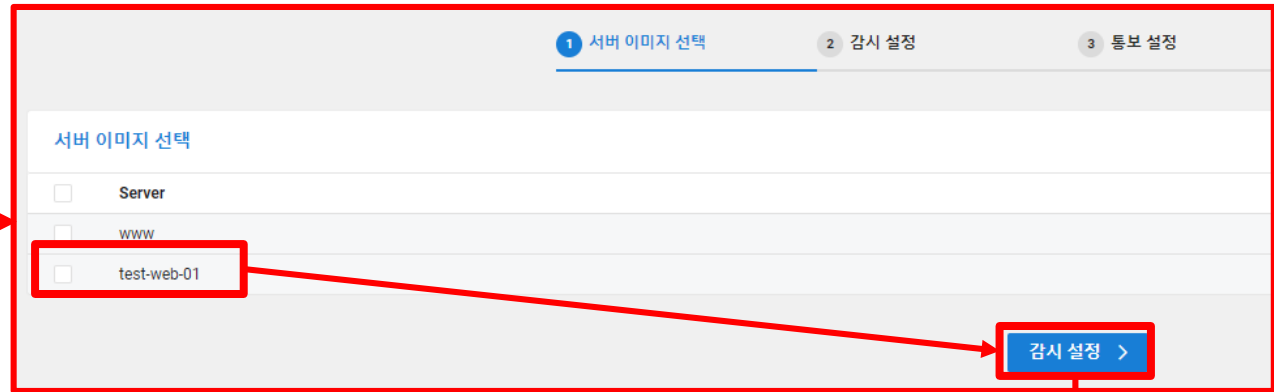 1 서버 이미지 선택 2 감시 설정 3 통보 설정
서버 이미지 선택
Server
www
test-web-01
감시 설정 >